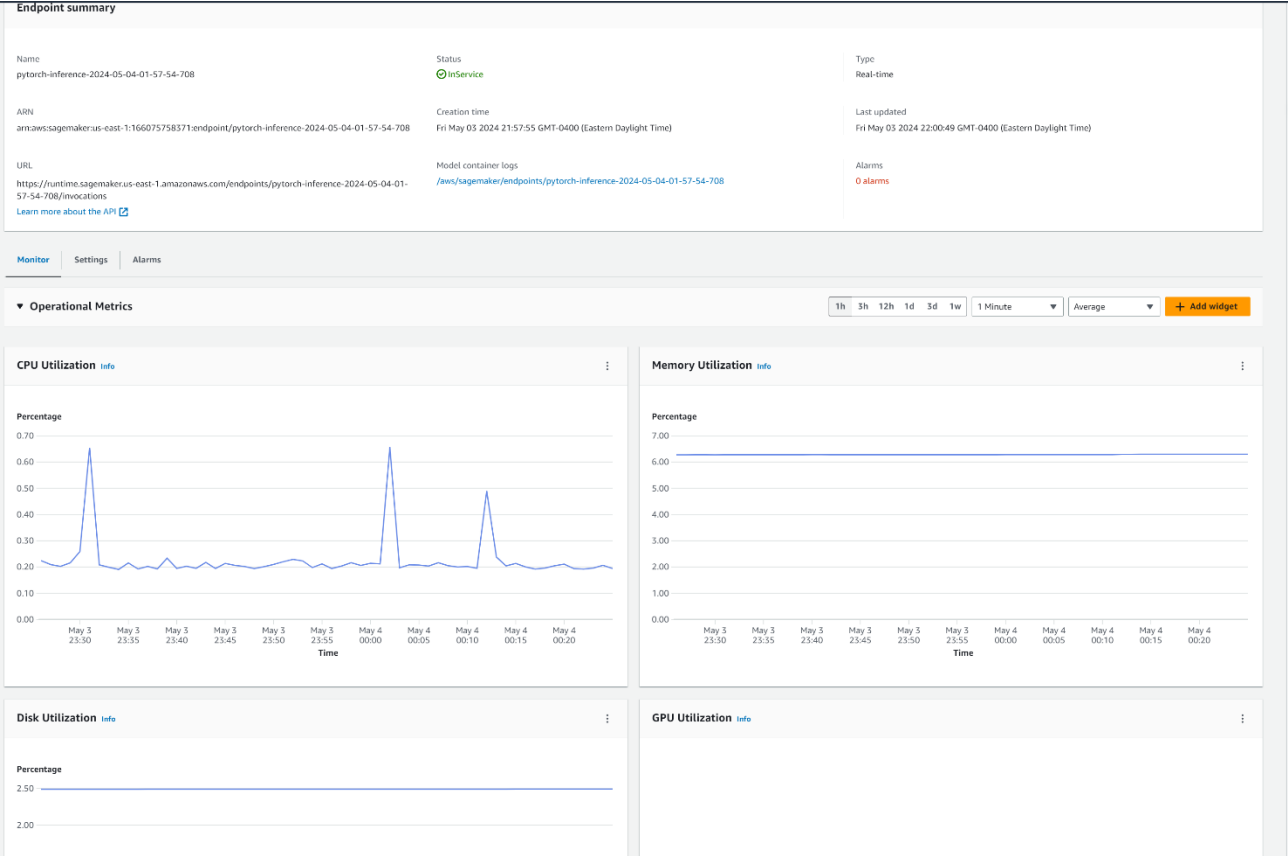 Endpoint summary
Name
pytorch-inference-2024-05-04-01-57-54-708
Status
InService
Type
Real-time
ARN
arn:aws:sagemaker:us-east-1:166075758371:endpoint/pytorch-inference-2024-05-04-01-57-54-708
Creation time
Fri May 03 2024 21:57:55 GMT-0400 (Eastern Daylight Time)
Last updated
Fri May 03 2024 22:00:49 GMT-0400 (Eastern Daylight Time)
URL
https://runtime.sagemaker.us-east-1.amazonaws.com/endpoints/pytorch-inference-2024-05-04-01-
57-54-708/invocations
Learn more about the API
Model container logs
/aws/sagemaker/endpoints/pytorch-inference-2024-05-04-01-57-54-708
Alarms
0 alarms
Monitor Settings Alarms
Operational Metrics
1h 3h 12h 1d 3d 1w 1 Minute Average + Add widget
CPU Utilization Info
Percentage
0.70
0.60
0.50
0.40
0.30
0.20
0.10
0.00
May 3 May 3 May 3 May 3 May 3 May 3 May 4 May 4 May 4 May 4 May 4
23:30 23:35 23:40 23:45 23:50 23:55 00:00 00:05 00:10 00:15 00:20
Time
Memory Utilization Info
Percentage
7.00
6.00
5.00
4.00
3.00
2.00
1.00
0.00
May 3 May 3 May 3 May 3 May 3 May 3 May 4 May 4 May 4 May 4 May 4
23:30 23:35 23:40 23:45 23:50 23:55 00:00 00:05 00:10 00:15 00:20
Time
Disk Utilization Info
Percentage
2.50
2.00
GPU Utilization Info